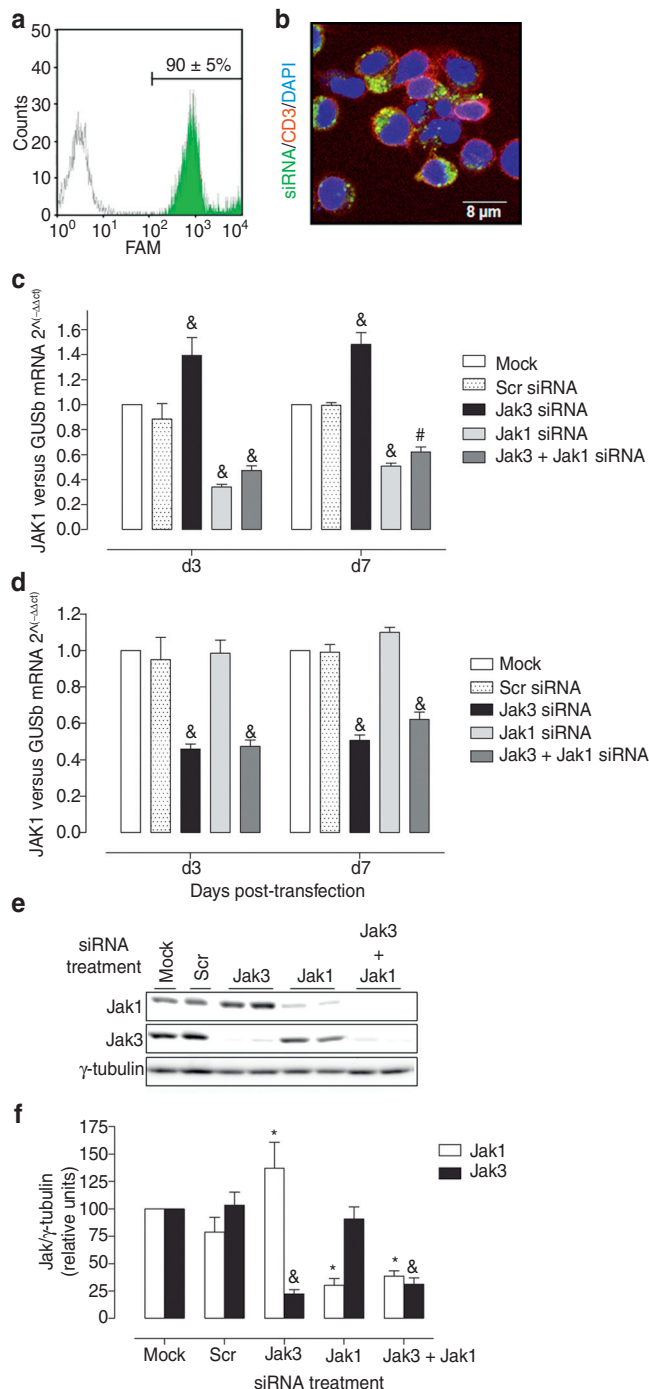 a
50
40
30
20
10
0
Counts
90 ± 5%
10^0 10^1 10^2 10^3 10^4
FAM
b
siRNA/CD3/DAPI
8 µm
c
JAK1 versus GUSb mRNA 2^(−ΔΔct)
1.6
1.4
1.2
1.0
0.8
0.6
0.4
0.2
0.0
& & & & & #
d3 d7
Mock
Scr siRNA
Jak3 siRNA
Jak1 siRNA
Jak3 + Jak1 siRNA
d
JAK1 versus GUSb mRNA 2^(−ΔΔct)
1.2
1.0
0.8
0.6
0.4
0.2
0.0
& & & &
d3 d7
Days post-transfection
Mock
Scr siRNA
Jak3 siRNA
Jak1 siRNA
Jak3 + Jak1 siRNA
e
siRNA
treatment
Mock Scr Jak3 Jak1
Jak3
+
Jak1
Jak1
Jak3
γ-tubulin
f
Jak/γ-tubulin
(relative units)
175
150
125
100
75
50
25
0
* & * * &
Jak1
Jak3
Mock Scr Jak3 Jak1 Jak3 + Jak1
siRNA treatment